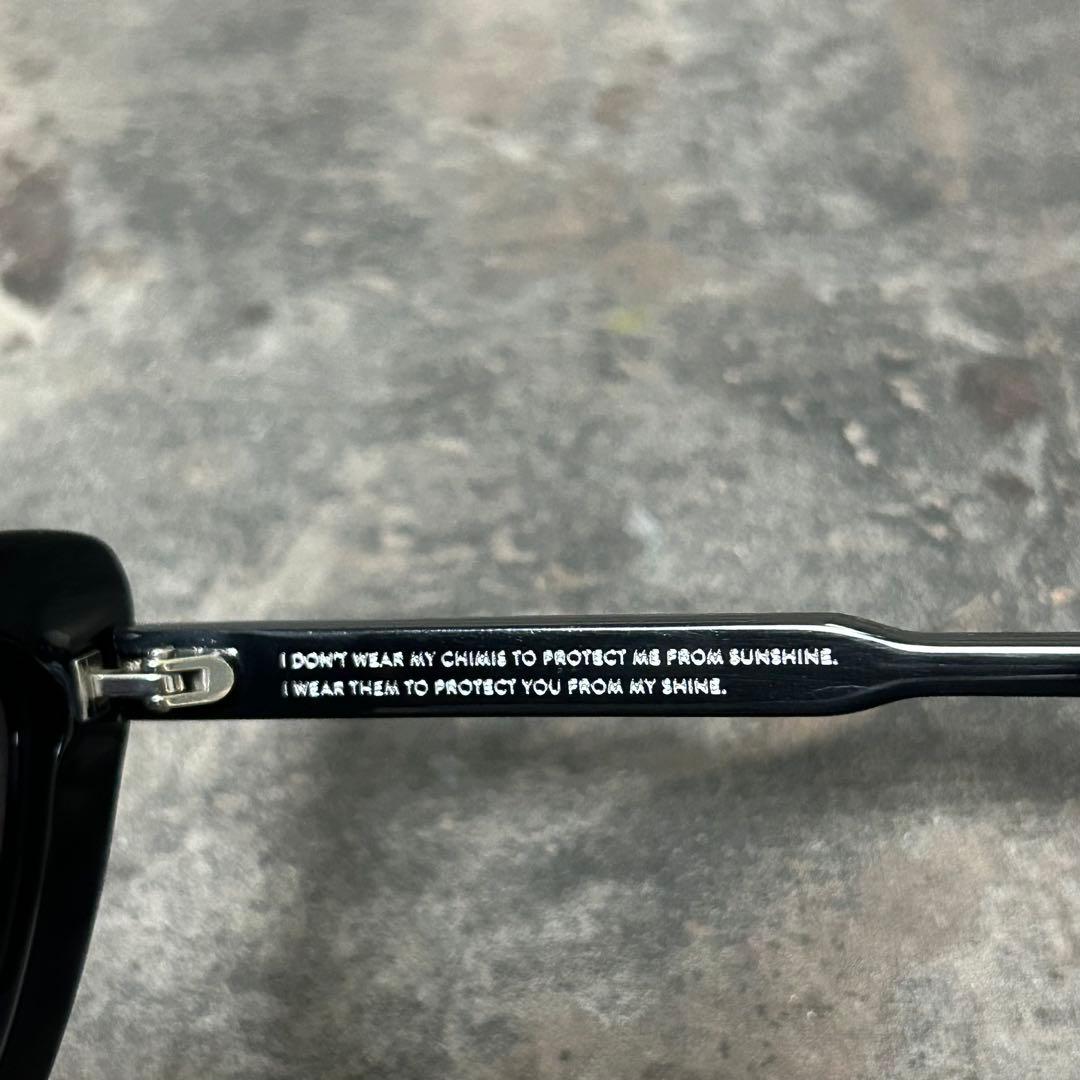 I DON'T WEAR MY CHIMIS TO PROTECT ME FROM SUNSHINE.
I WEAR THEM TO PROTECT YOU FROM MY SHINE.